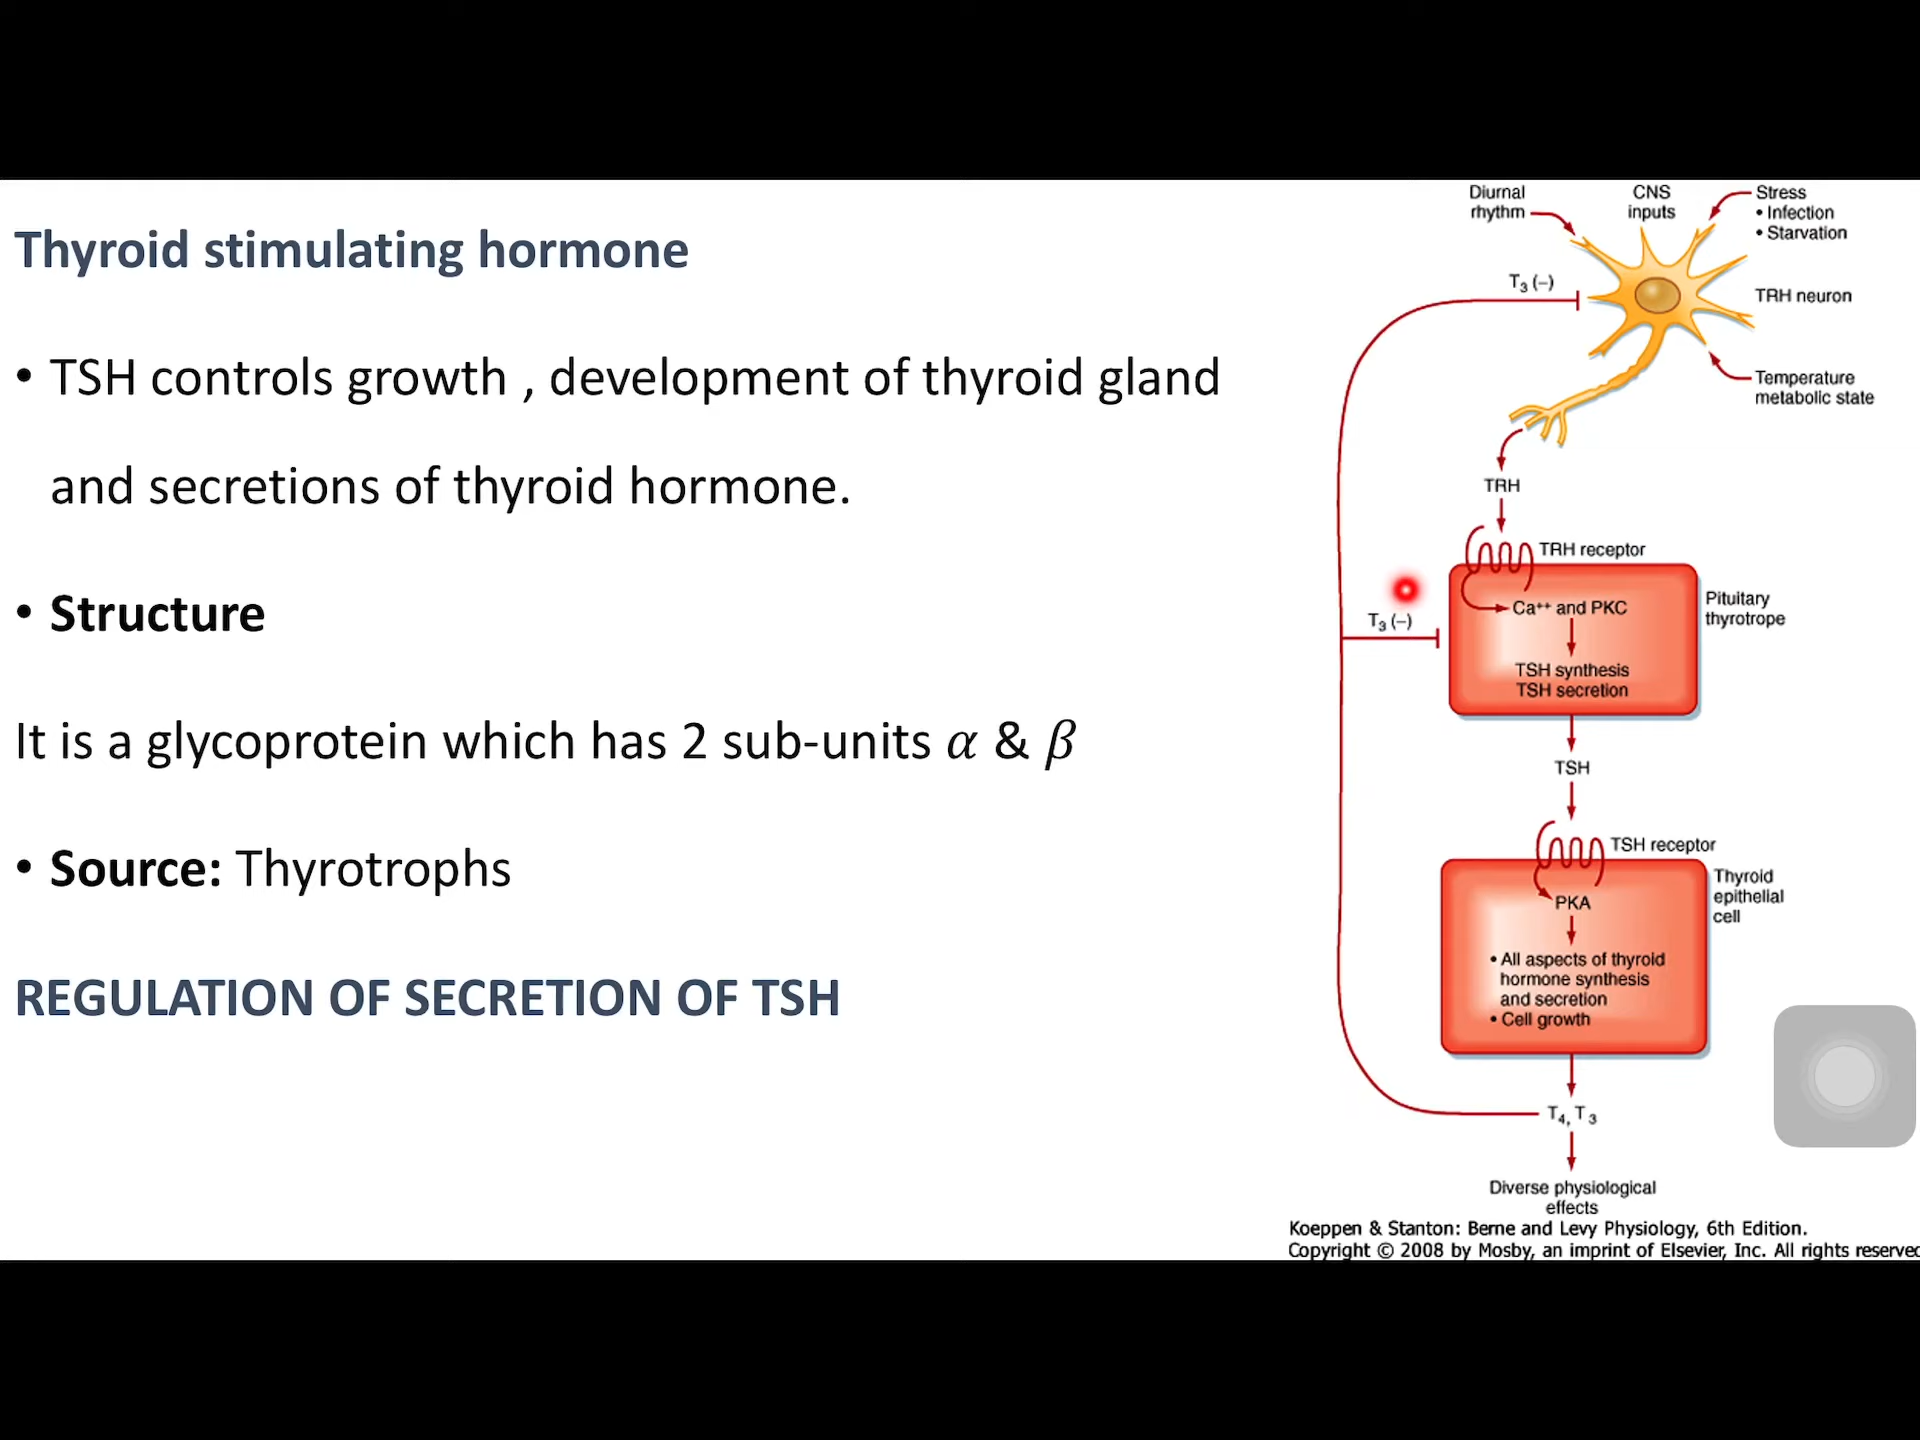 Thyroid stimulating hormone
• TSH controls growth , development of thyroid gland
and secretions of thyroid hormone.
• Structure
It is a glycoprotein which has 2 sub-units α & β
• Source: Thyrotrophs
REGULATION OF SECRETION OF TSH
Diurnal
rhythm
CNS
inputs
Stress
• Infection
• Starvation
T3 (–)
TRH neuron
Temperature
metabolic state
TRH
TRH receptor
Ca++ and PKC
TSH synthesis
TSH secretion
Pituitary
thyrotrope
T3 (–)
TSH
TSH receptor
Thyroid
epithelial
cell
PKA
• All aspects of thyroid
hormone synthesis
and secretion
• Cell growth
T4, T3
Diverse physiological
effects
Koeppen & Stanton: Berne and Levy Physiology, 6th Edition.
Copyright © 2008 by Mosby, an imprint of Elsevier, Inc. All rights reserved